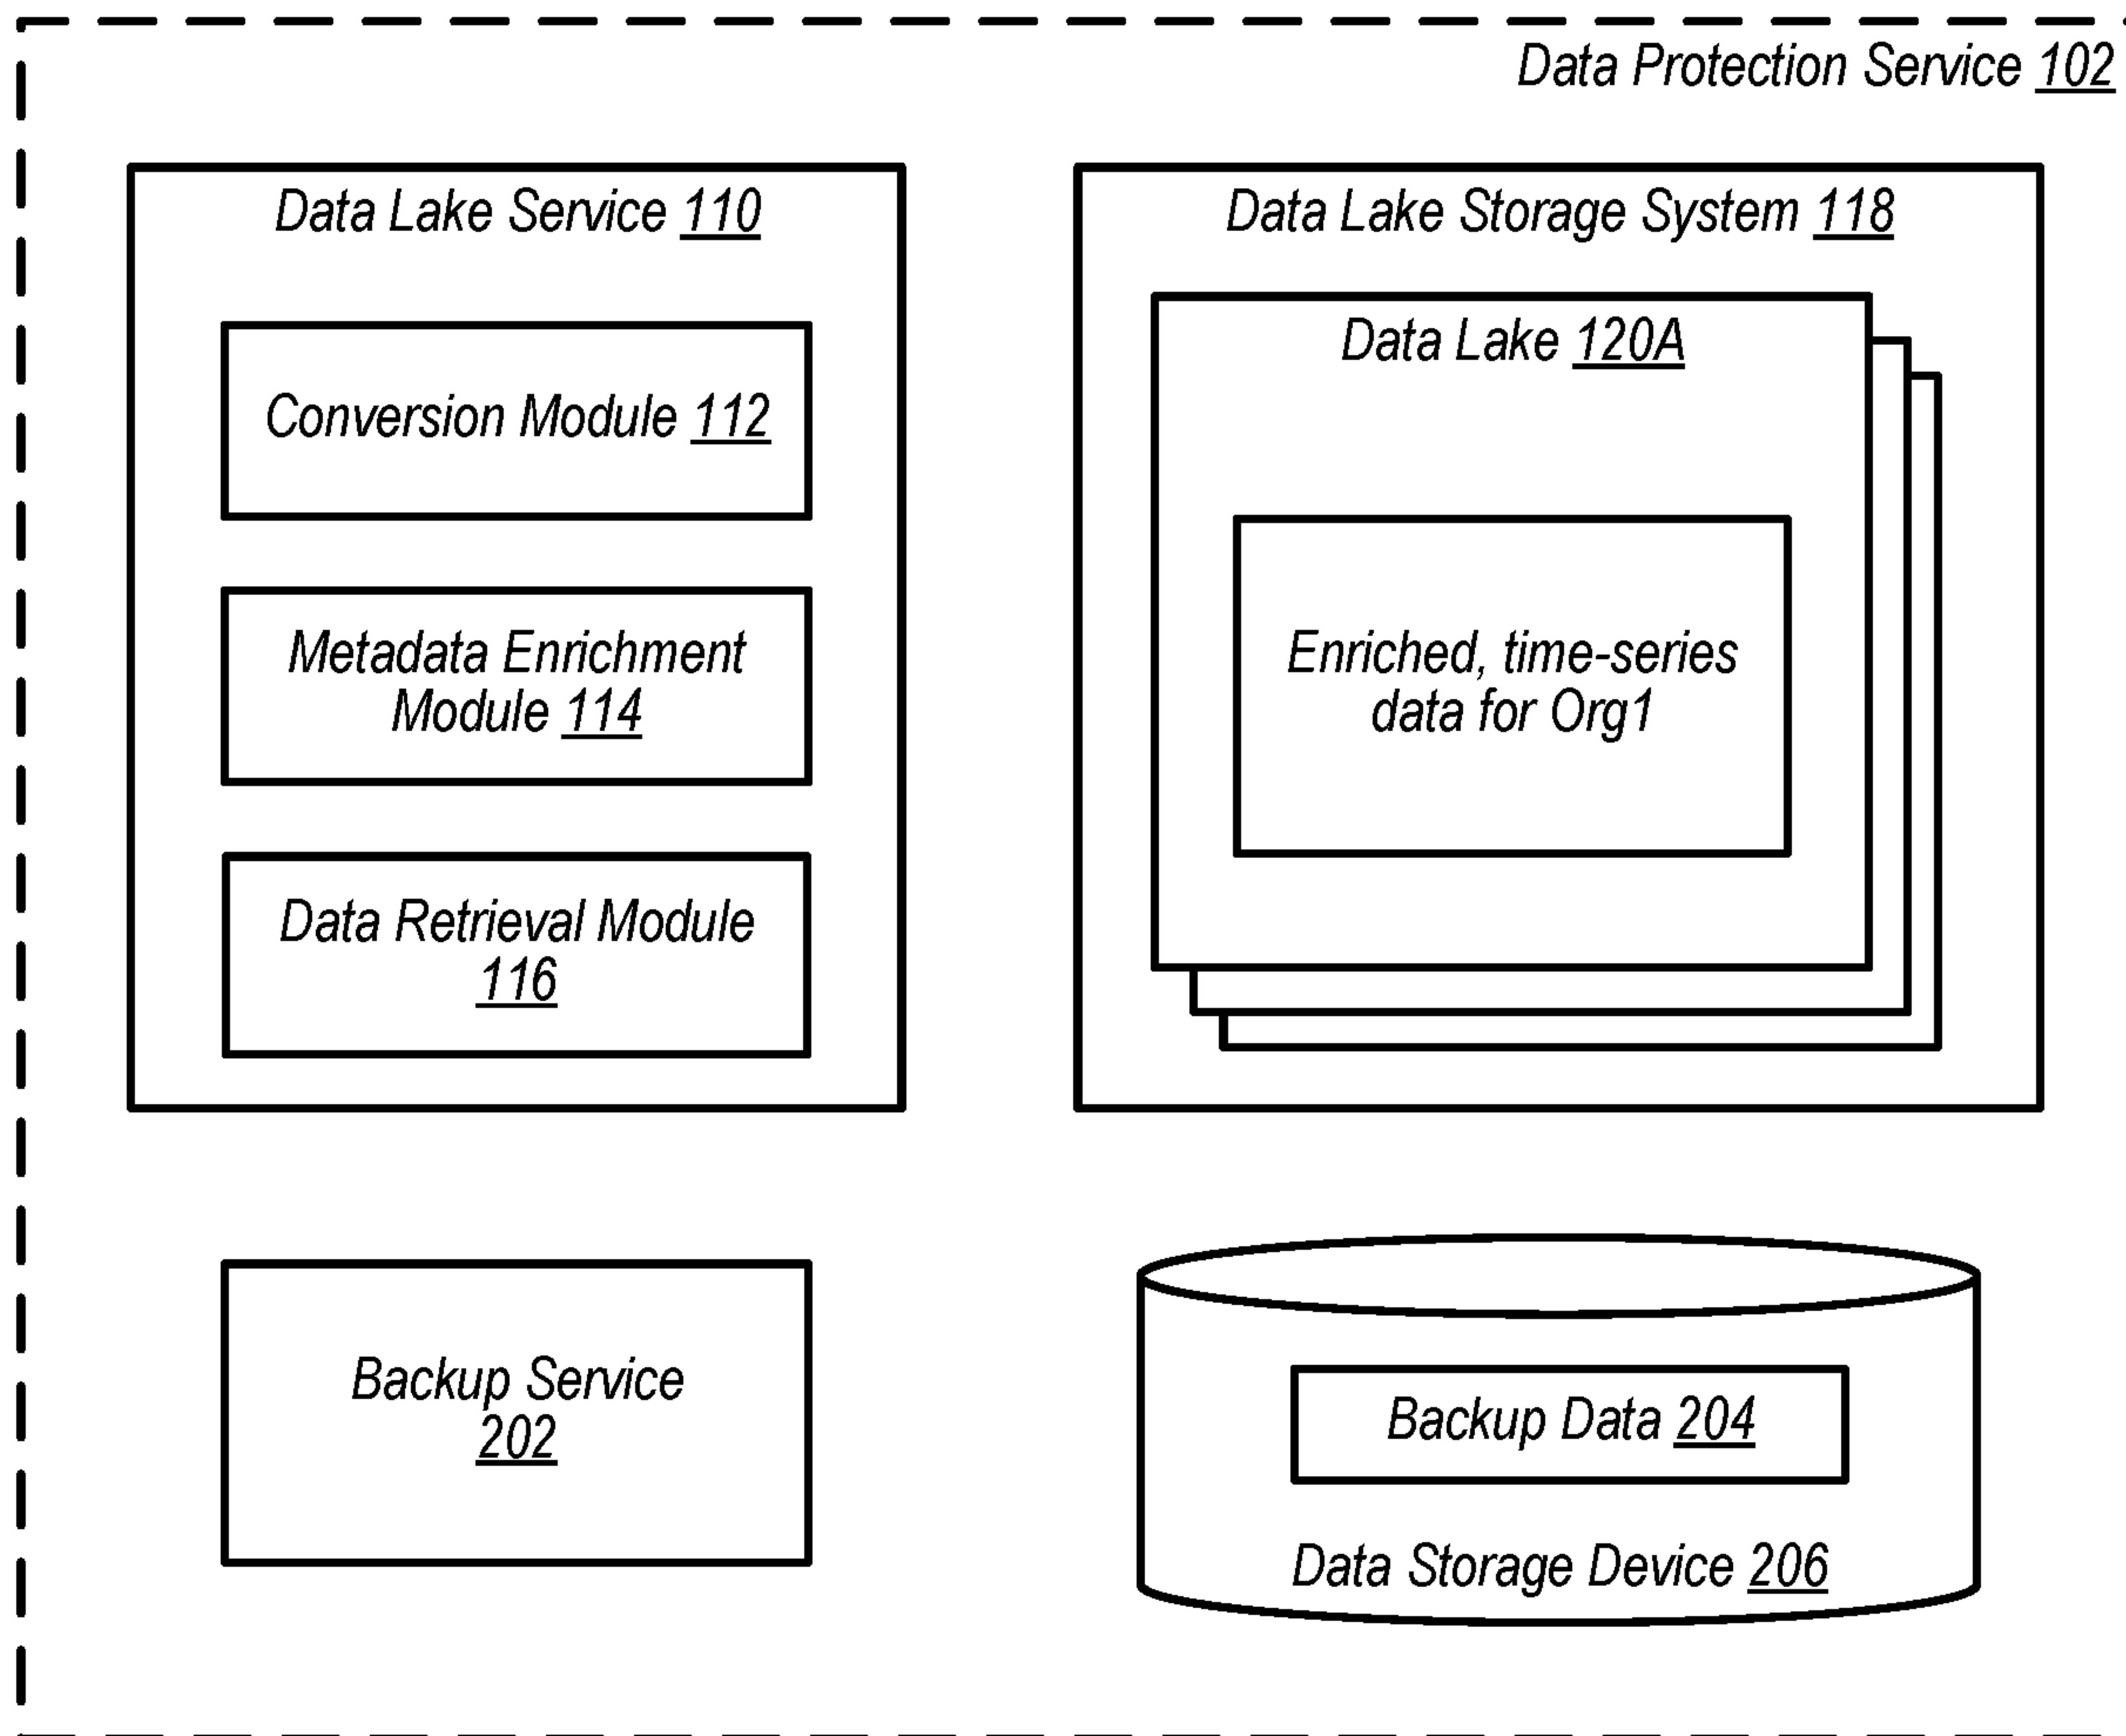 Data Protection Service 102
Data Lake Service 110
Conversion Module 112
Metadata Enrichment
Module 114
Data Retrieval Module
116
Data Lake Storage System 118
Data Lake 120A
Enriched, time-series
data for Org1
Backup Service
202
Backup Data 204
Data Storage Device 206